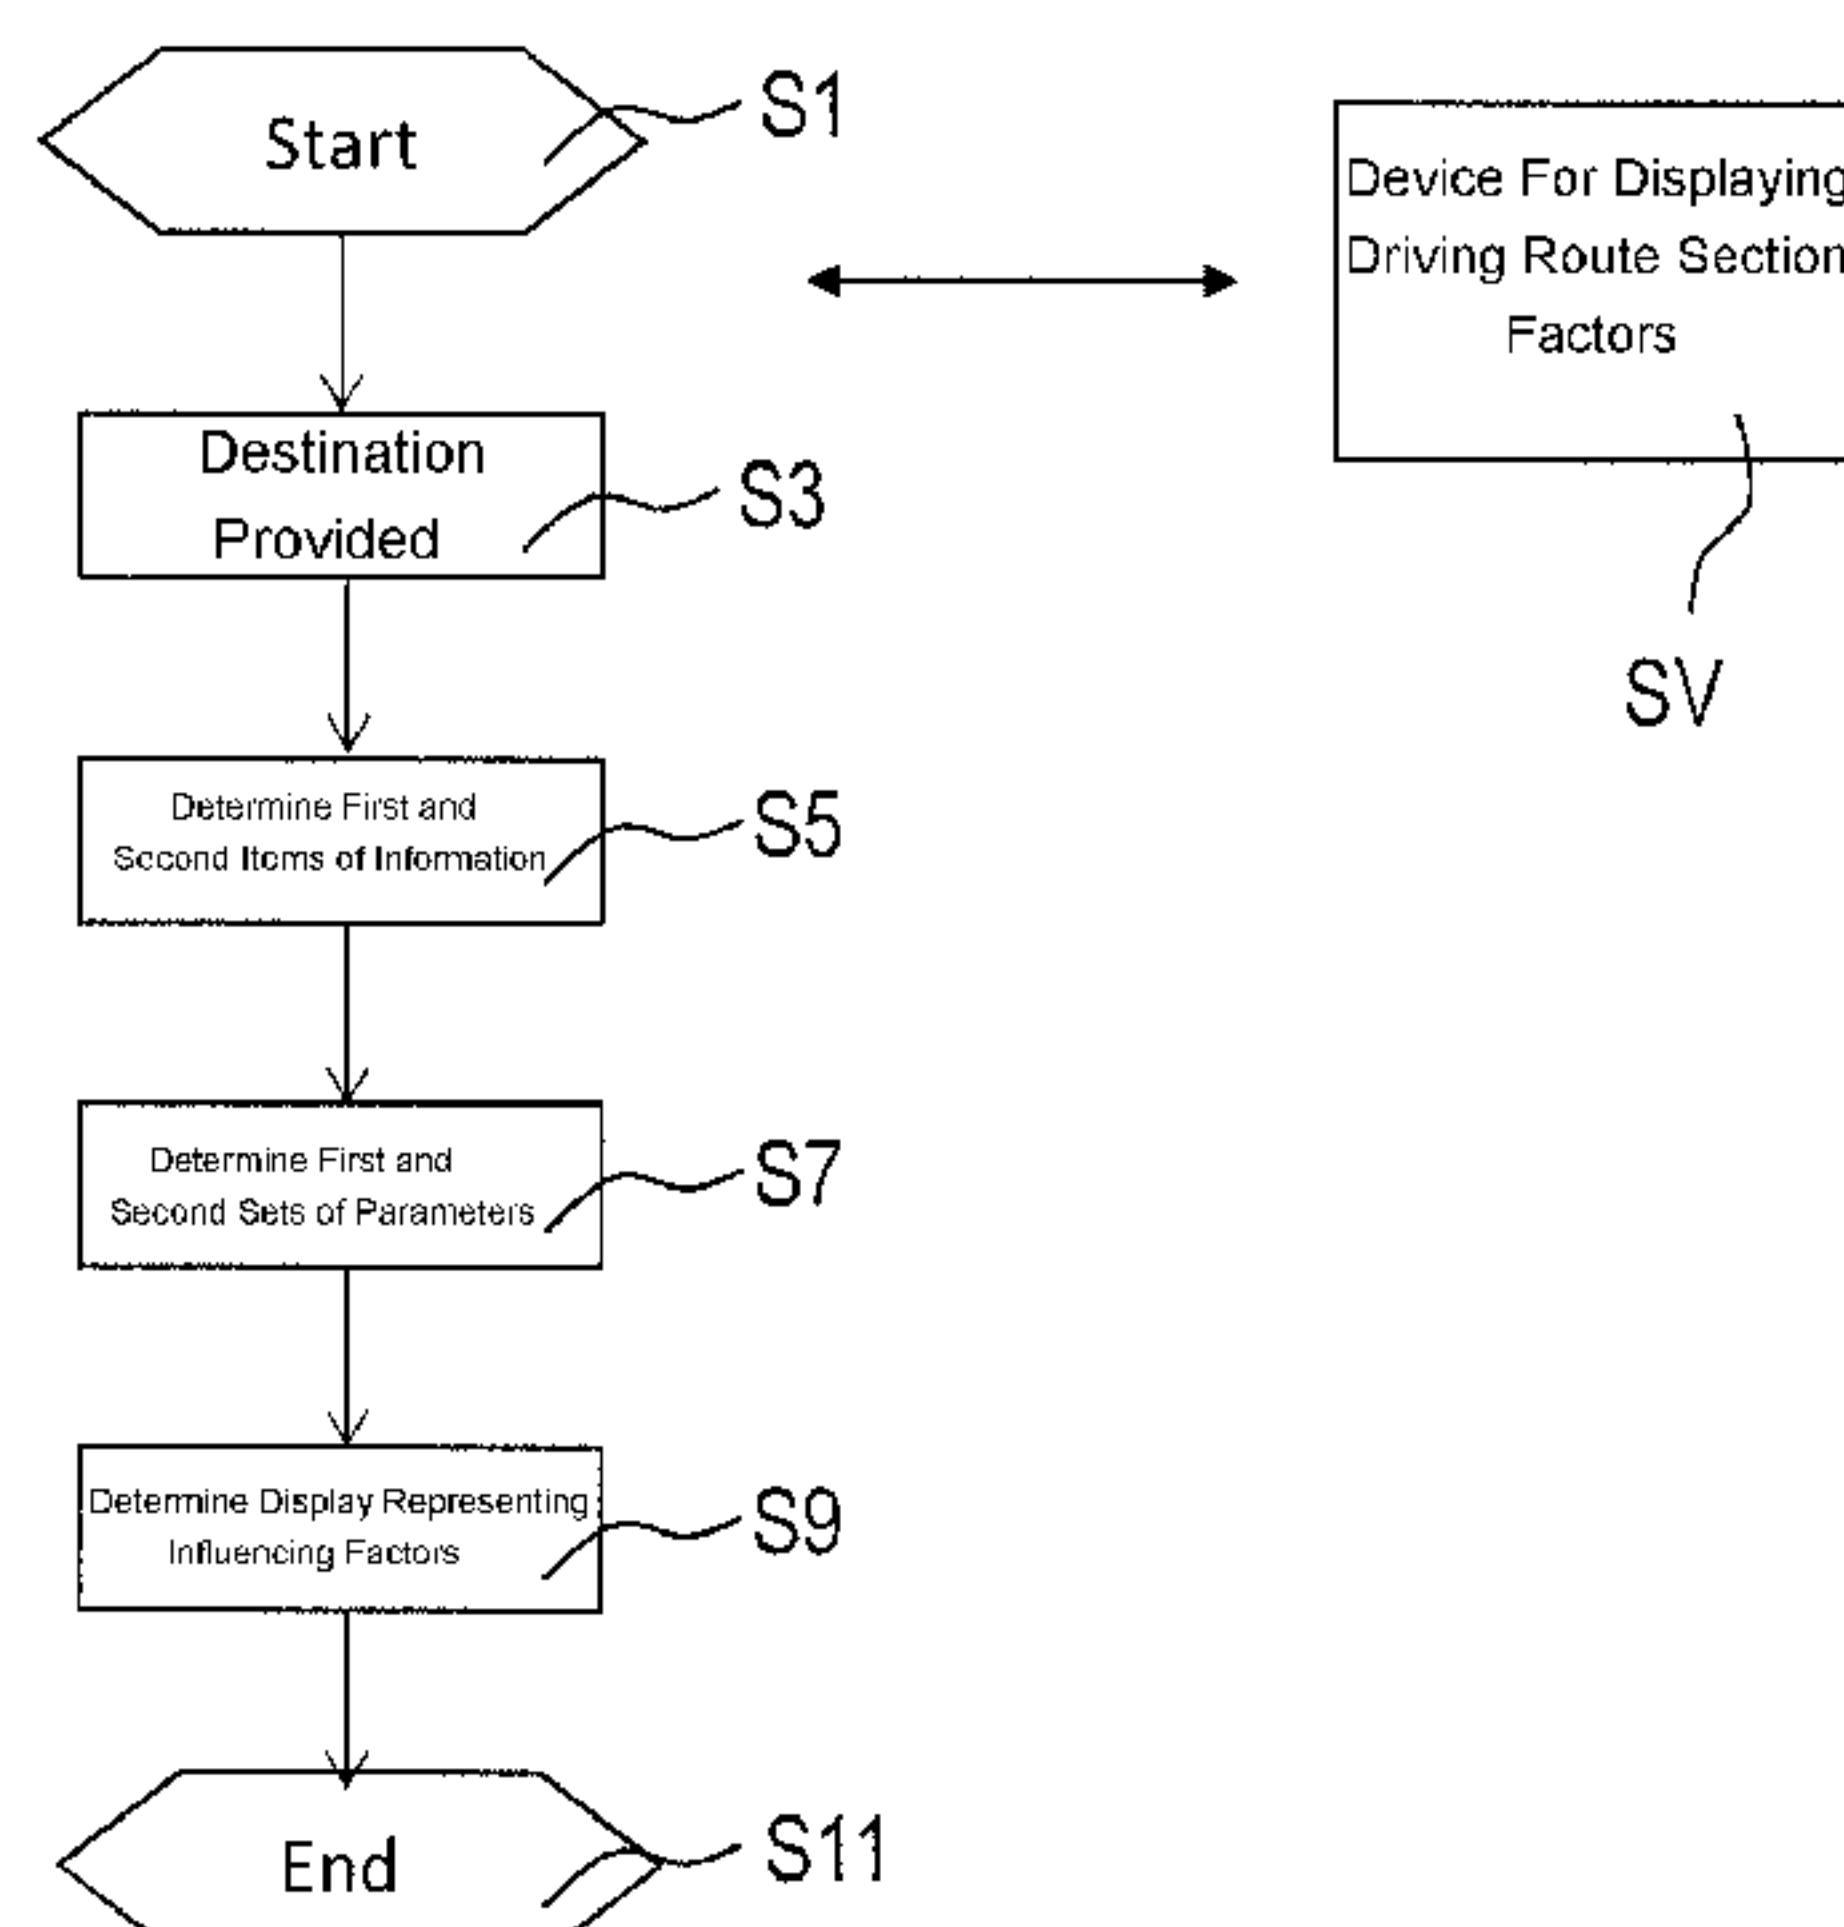 Start
S1
Destination
Provided
S3
Determine First and
Second Items of Information
S5
Determine First and
Second Sets of Parameters
S7
Determine Display Representing
Influencing Factors
S9
End
S11
Device For Displaying
Driving Route Section
Factors
SV